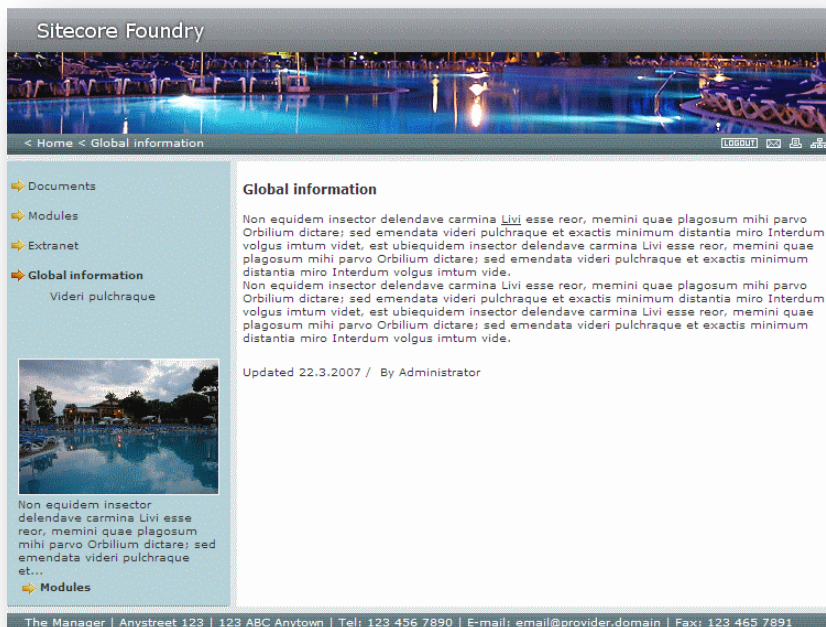 Sitecore Foundry
< Home < Global information
LOGOUT
Documents
Modules
Extranet
Global information
Videri pulchraque
Non equidem insector
delendave carmina Livi esse
reor, memini quae plagosum
mihi parvo Orbilium dictare; sed
emendata videri pulchraque
et...
Modules
Global information
Non equidem insector delendave carmina Livi esse reor, memini quae plagosum mihi parvo
Orbilium dictare; sed emendata videri pulchraque et exactis minimum distantia miro Interdum
volgus imtum videt, est ubiequidem insector delendave carmina Livi esse reor, memini quae
plagosum mihi parvo Orbilium dictare; sed emendata videri pulchraque et exactis minimum
distantia miro Interdum volgus imtum vide.
Non equidem insector delendave carmina Livi esse reor, memini quae plagosum mihi parvo
Orbilium dictare; sed emendata videri pulchraque et exactis minimum distantia miro Interdum
volgus imtum videt, est ubiequidem insector delendave carmina Livi esse reor, memini quae
plagosum mihi parvo Orbilium dictare; sed emendata videri pulchraque et exactis minimum
distantia miro Interdum volgus imtum vide.
Updated 22.3.2007 / By Administrator
The Manager | Anystreet 123 | 123 ABC Anytown | Tel: 123 456 7890 | E-mail: email@provider.domain | Fax: 123 465 7891